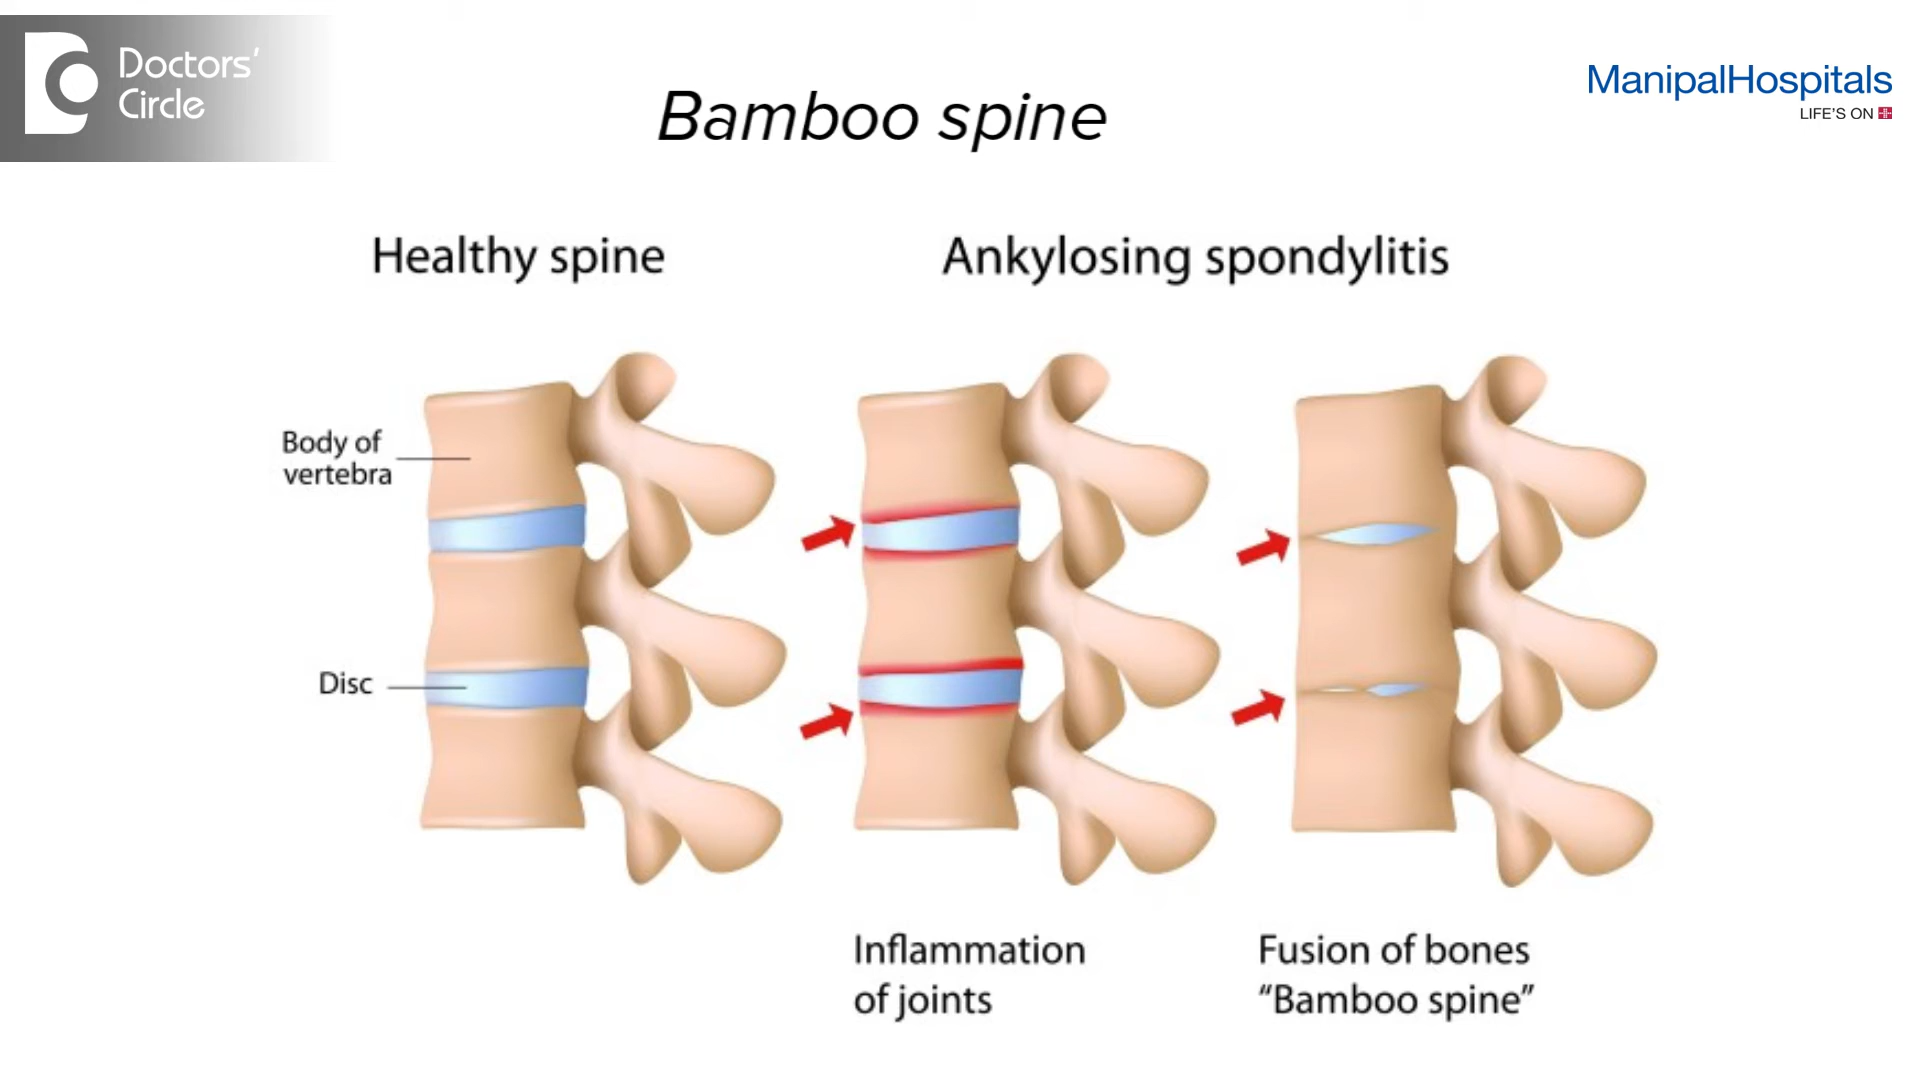 Doctors'
Circle
Bamboo spine
ManipalHospitals
LIFE'S ON
Healthy spine
Ankylosing spondylitis
Body of
vertebra
Disc
Inflammation
of joints
Fusion of bones
“Bamboo spine”